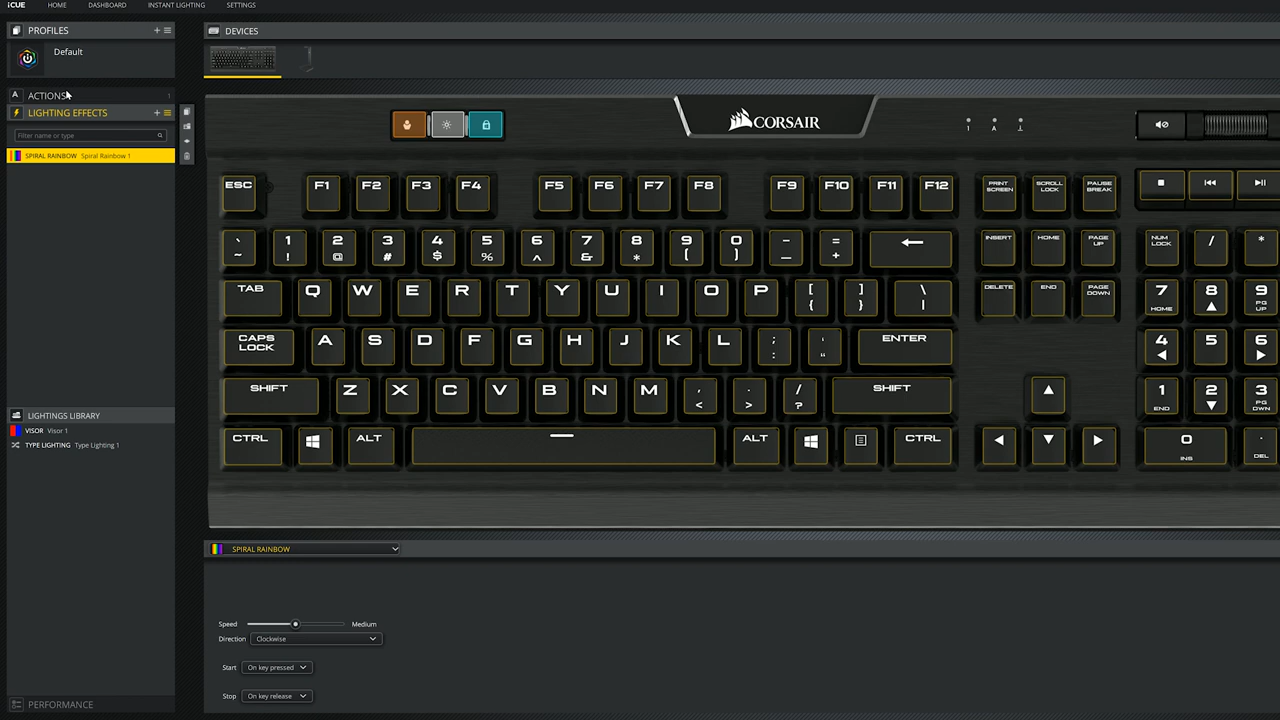 iCUE HOME DASHBOARD INSTANT LIGHTING SETTINGS
PROFILES + 
Default
DEVICES
A ACTIONS 1
LIGHTING EFFECTS +
Filter name or type
SPIRAL RAINBOW Spiral Rainbow 1
LIGHTINGS LIBRARY
VISOR Visor 1
TYPE LIGHTING Type Lighting 1
PERFORMANCE
CORSAIR
1 A
ESC F1 F2 F3 F4 F5 F6 F7 F8 F9 F10 F11 F12 PRINT SCREEN SCROLL LOCK PAUSE BREAK
` 1 2 3 4 5 6 7 8 9 0 - = INSERT HOME PAGE UP NUM LOCK / *
~ ! @ # $ % ^ & * ( ) _ +
TAB Q W E R T Y U I O P [ ] \ DELETE END PAGE DOWN 7 8 9
{ } | HOME PG UP
CAPS LOCK A S D F G H J K L ; ' ENTER 4 5 6
: “
SHIFT Z X C V B N M , . / SHIFT 1 2 3
< > ? END PG DWN
CTRL ALT ALT CTRL 0 .
INS DEL
SPIRAL RAINBOW
Speed Medium
Direction Clockwise
Start On key pressed
Stop On key release